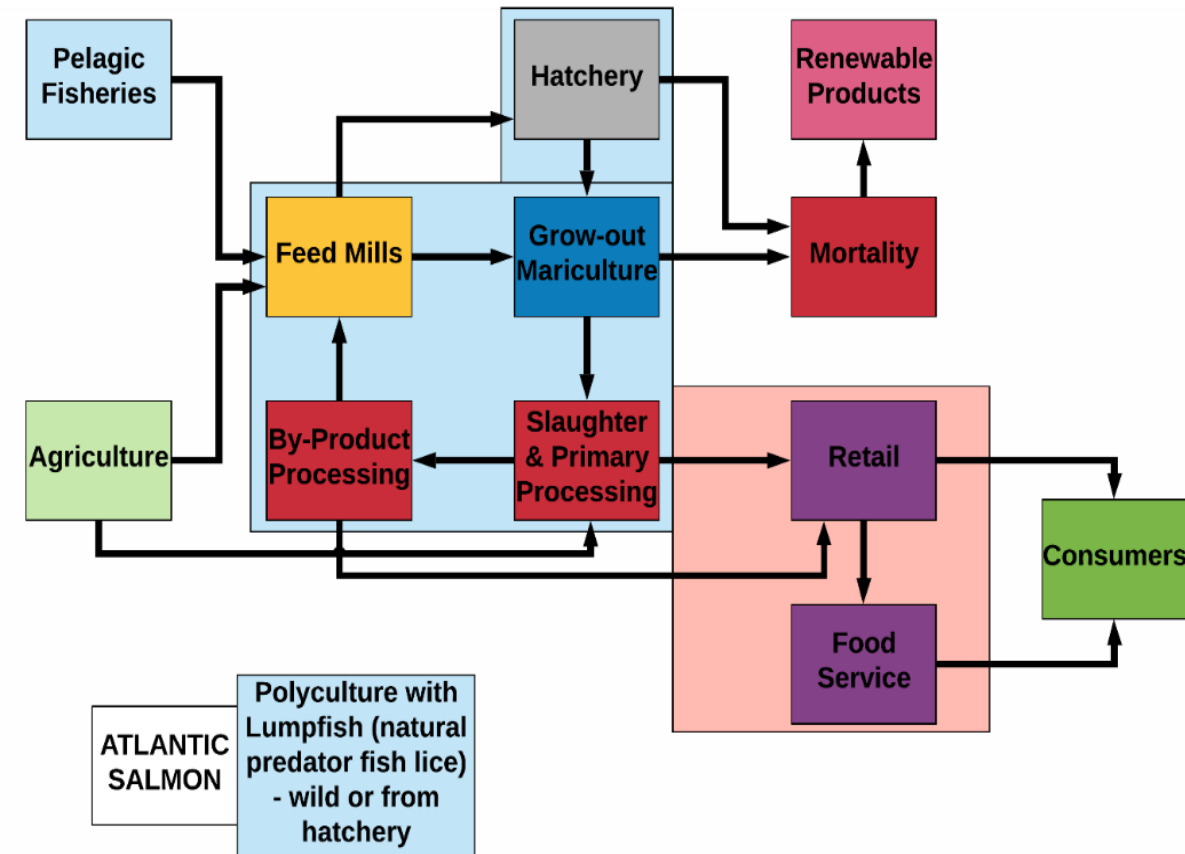 Pelagic
Fisheries
Hatchery
Renewable
Products
Feed Mills
Grow-out
Mariculture
Mortality
Agriculture
By-Product
Processing
Slaughter
& Primary
Processing
Retail
Consumers
Food
Service
ATLANTIC
SALMON
Polyculture with
Lumpfish (natural
predator fish lice)
- wild or from
hatchery